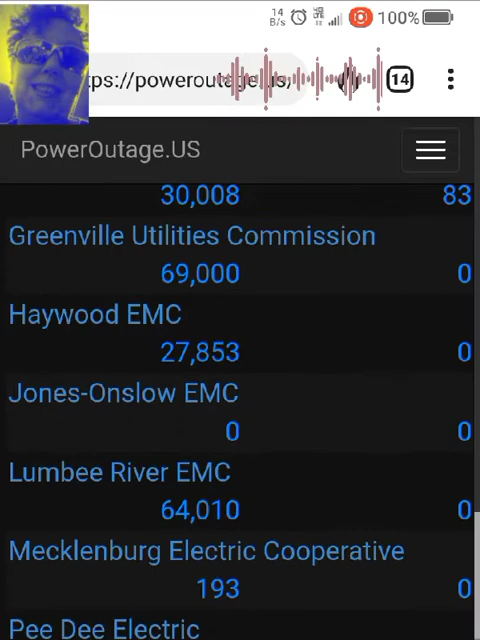 14
B/s
100%
tps://poweroutage.us/
14
PowerOutage.US
30,008 83
Greenville Utilities Commission
69,000 0
Haywood EMC
27,853 0
Jones-Onslow EMC
0 0
Lumbee River EMC
64,010 0
Mecklenburg Electric Cooperative
193 0
Pee Dee Electric